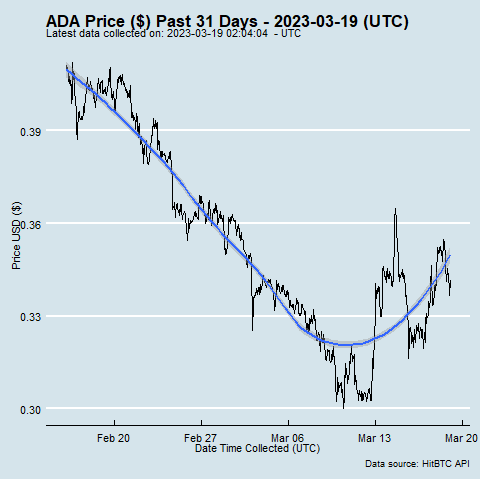 ADA Price ($) Past 31 Days - 2023-03-19 (UTC)
Latest data collected on: 2023-03-19 02:04:04 - UTC
0.39
0.36
0.33
0.30
Price USD ($)
Feb 20 Feb 27 Mar 06 Mar 13 Mar 20
Date Time Collected (UTC)
Data source: HitBTC API